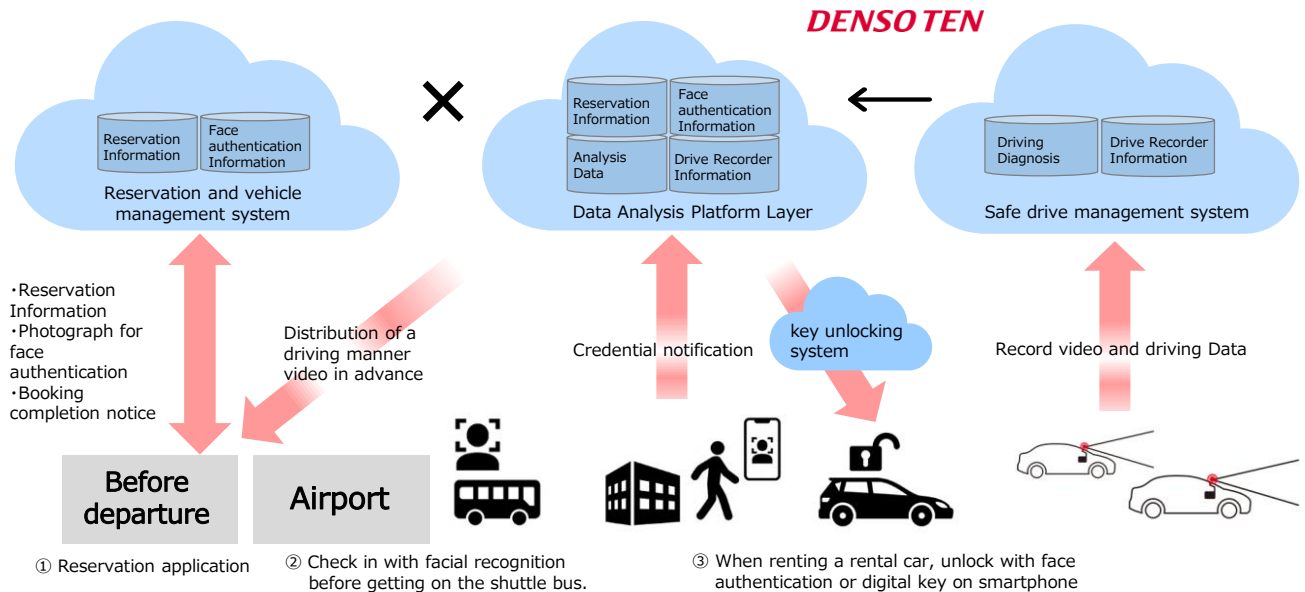 DENSO TEN
Reservation
Information
Face
authentication
Information
Reservation and vehicle
management system
Reservation
Information
Face
authentication
Information
Analysis
Data
Drive Recorder
Information
Data Analysis Platform Layer
Driving
Diagnosis
Drive Recorder
Information
Safe drive management system
・Reservation
Information
・Photograph for
face
authentication
・Booking
completion notice
Distribution of a
driving manner
video in advance
Credential notification
key unlocking
system
Record video and driving Data
Before
departure
Airport
① Reservation application
② Check in with facial recognition
before getting on the shuttle bus.
③ When renting a rental car, unlock with face
authentication or digital key on smartphone